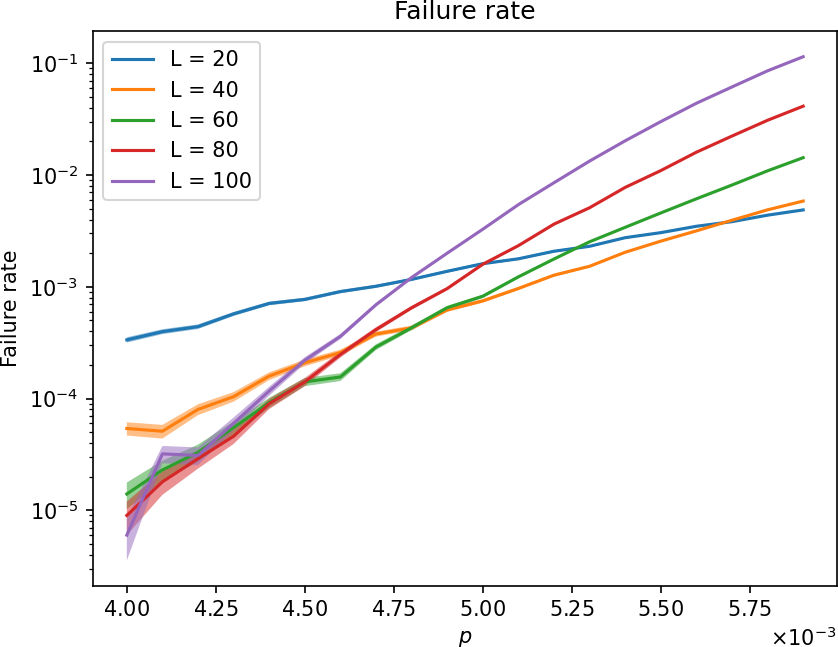 Failure rate
L = 20
L = 40
L = 60
L = 80
L = 100
Failure rate
10⁻¹
10⁻²
10⁻³
10⁻⁴
10⁻⁵
4.00 4.25 4.50 4.75 5.00 5.25 5.50 5.75
p
×10⁻³